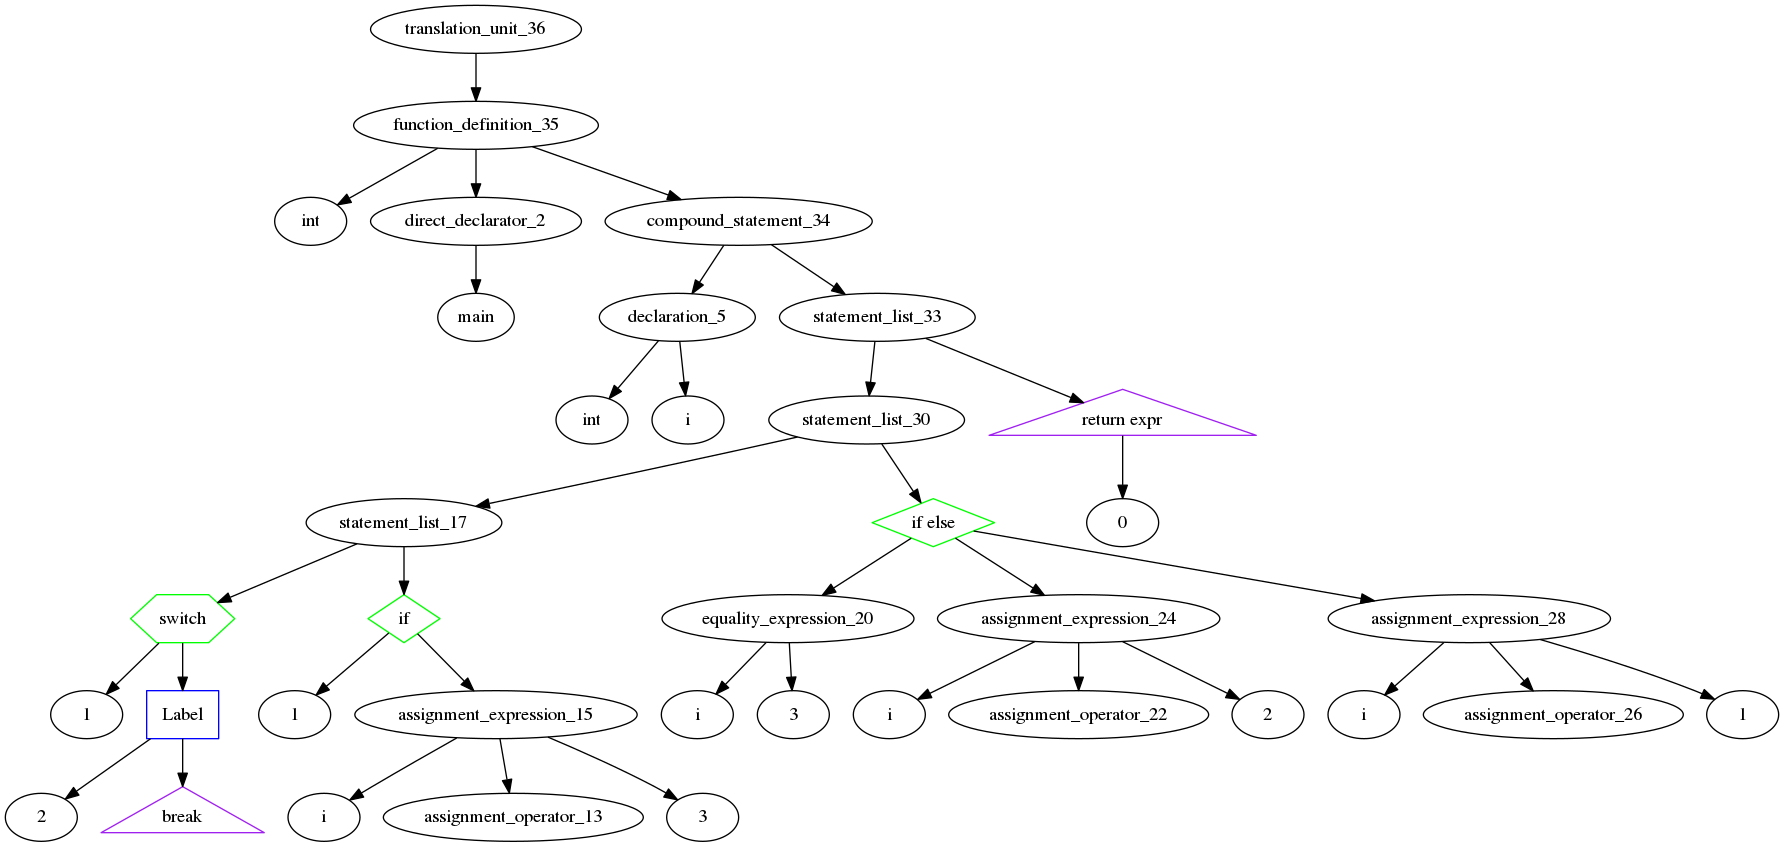 translation_unit_36
function_definition_35
int
direct_declarator_2
compound_statement_34
main
declaration_5
statement_list_33
int
i
statement_list_30
return expr
statement_list_17
if else
0
switch
if
equality_expression_20
assignment_expression_24
assignment_expression_28
1
Label
1
assignment_expression_15
i
3
i
assignment_operator_22
2
i
assignment_operator_26
1
2
break
i
assignment_operator_13
3